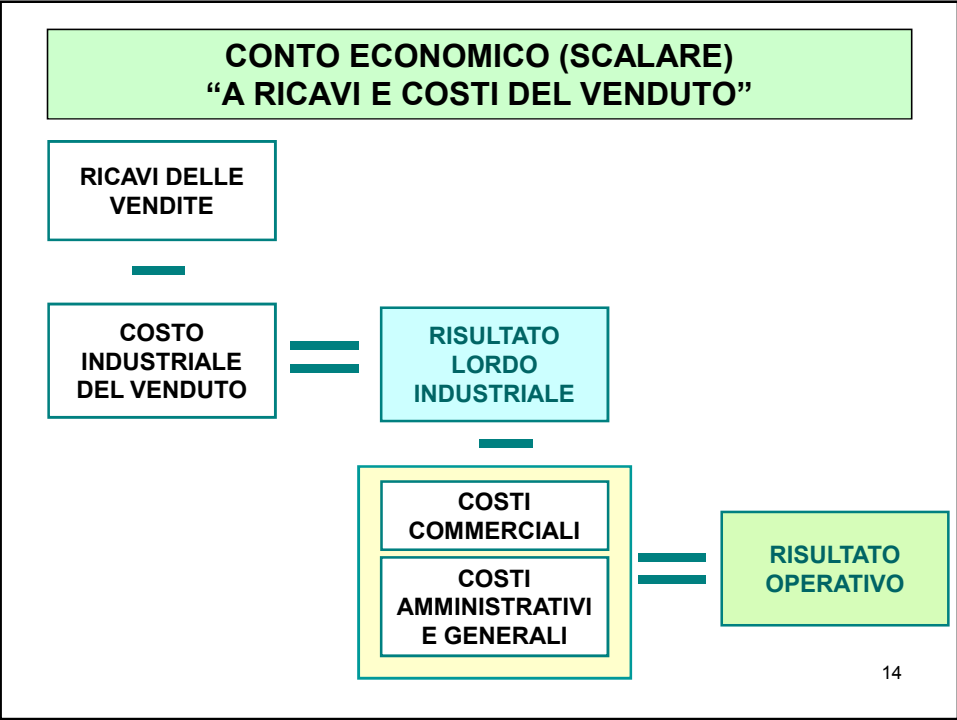 CONTO ECONOMICO (SCALARE)
“A RICAVI E COSTI DEL VENDUTO”
RICAVI DELLE
VENDITE
COSTO
INDUSTRIALE
DEL VENDUTO
RISULTATO
LORDO
INDUSTRIALE
COSTI
COMMERCIALI
COSTI
AMMINISTRATIVI
E GENERALI
RISULTATO
OPERATIVO
14